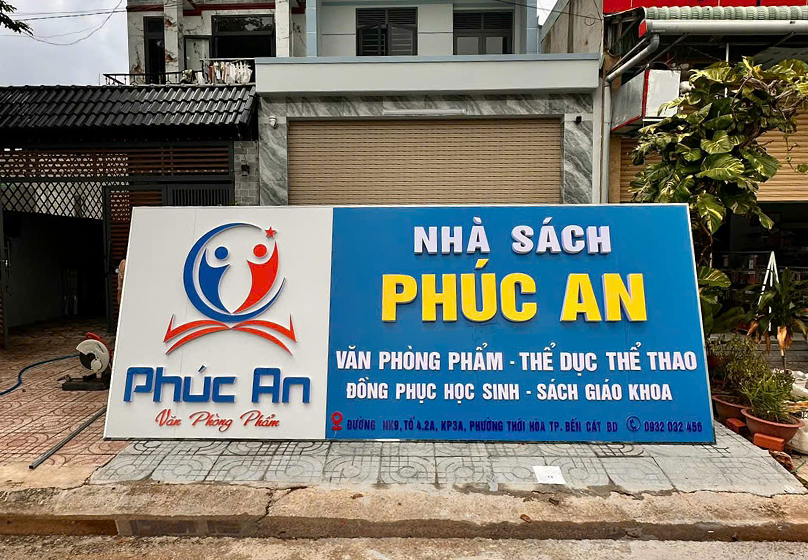 Phúc An
Văn Phòng Phẩm
NHÀ SÁCH
PHÚC AN
VĂN PHÒNG PHẨM - THỂ DỤC THỂ THAO
ĐỒNG PHỤC HỌC SINH - SÁCH GIÁO KHOA
ĐƯỜNG NK9, TỔ 4.2A, KP3A, PHƯỜNG THỚI HÒA TP. BẾN CÁT BD 0932 032 456